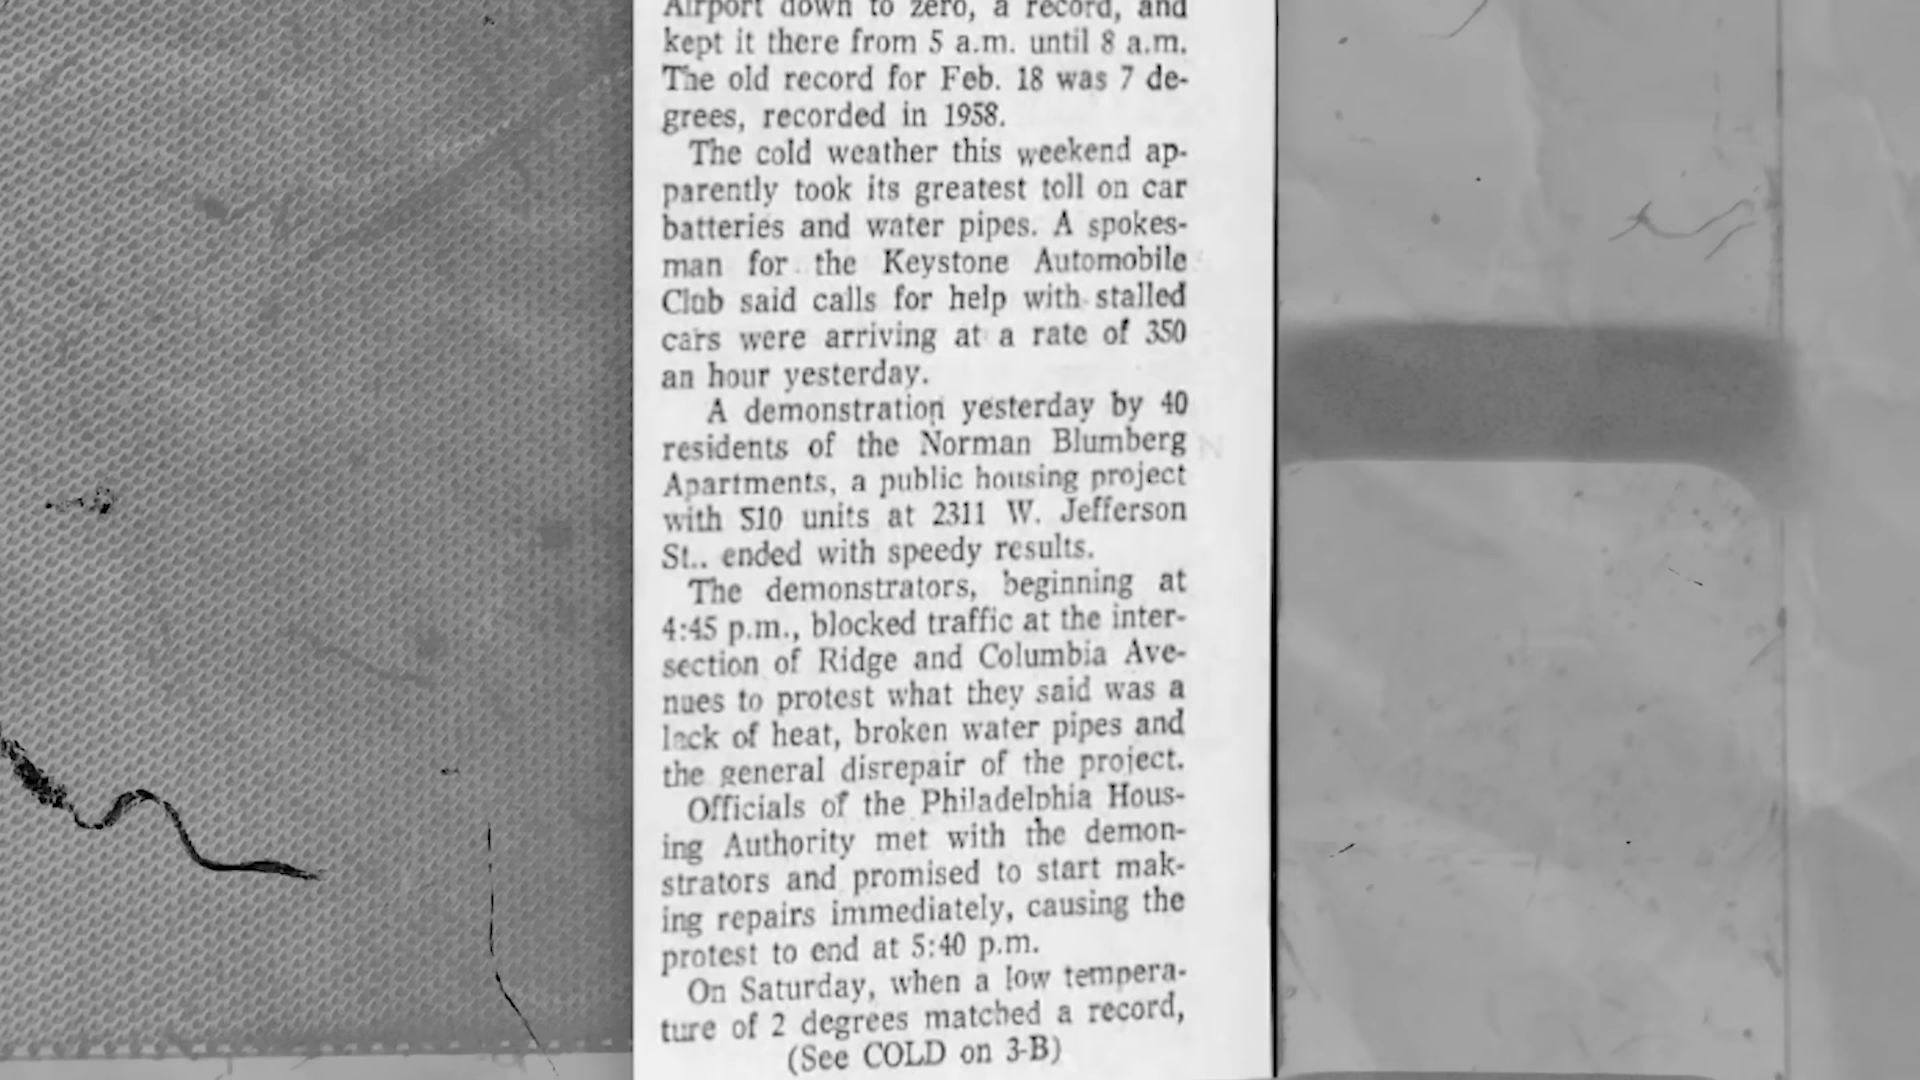 Airport down to zero, a record, and
kept it there from 5 a.m. until 8 a.m.
The old record for Feb. 18 was 7 de-
grees, recorded in 1958.
The cold weather this weekend ap-
parently took its greatest toll on car
batteries and water pipes. A spokes-
man for the Keystone Automobile
Club said calls for help with stalled
cars were arriving at a rate of 350
an hour yesterday.
A demonstration yesterday by 40
residents of the Norman Blumberg
Apartments, a public housing project
with 510 units at 2311 W. Jefferson
St.. ended with speedy results.
The demonstrators, beginning at
4:45 p.m., blocked traffic at the inter-
section of Ridge and Columbia Ave-
nues to protest what they said was a
lack of heat, broken water pipes and
the general disrepair of the project.
Officials of the Philadelphia Hous-
ing Authority met with the demon-
strators and promised to start mak-
ing repairs immediately, causing the
protest to end at 5:40 p.m.
On Saturday, when a low tempera-
ture of 2 degrees matched a record,
(See COLD on 3-B)